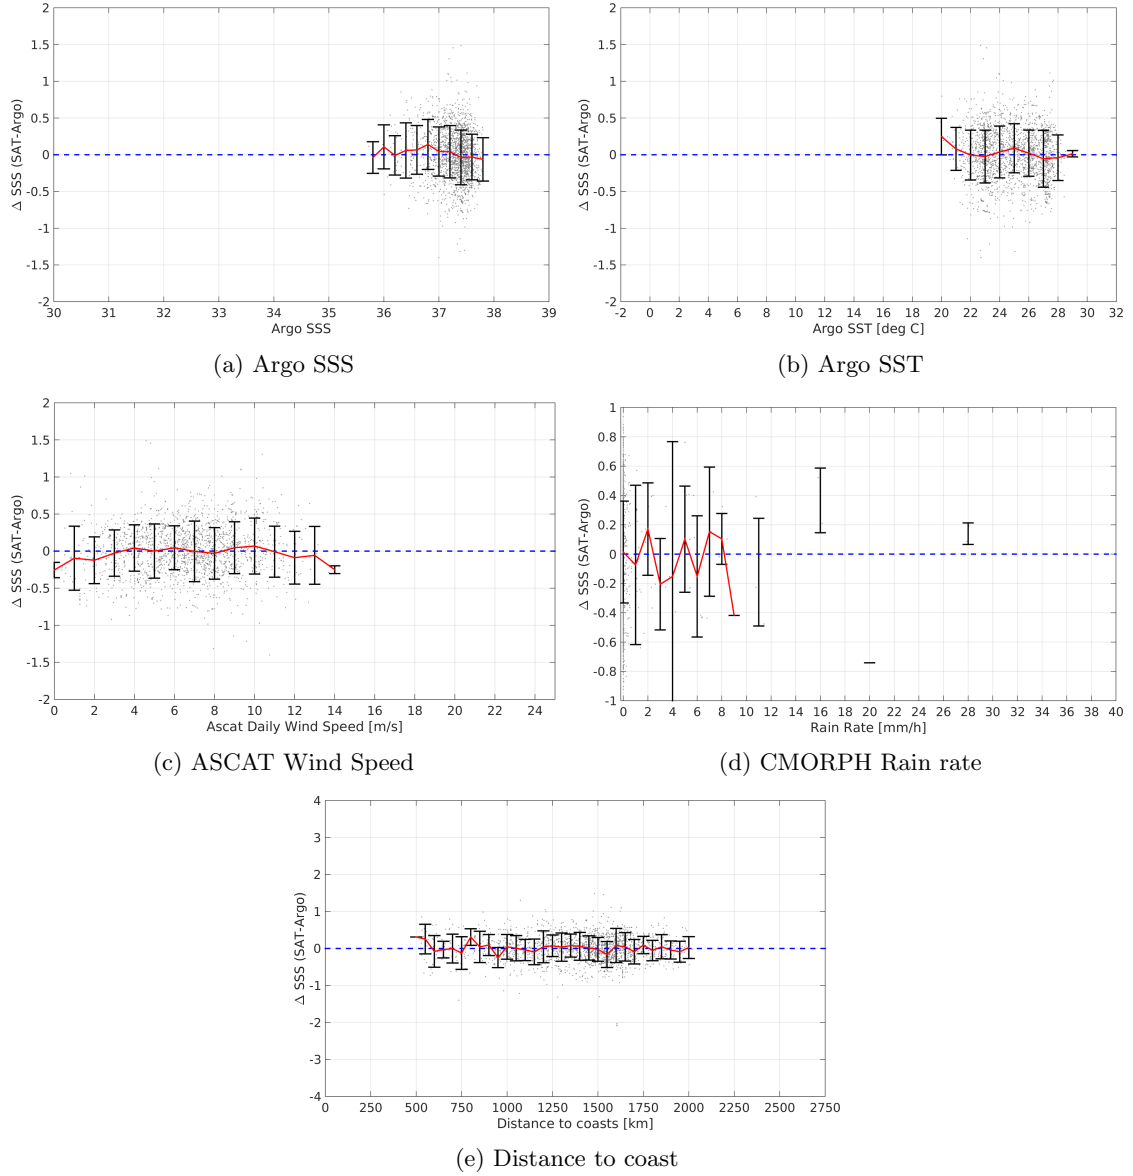 2
1.5
1
0.5
0
-0.5
-1
-1.5
-2
Δ SSS (SAT-Argo)
30 31 32 33 34 35 36 37 38 39
Argo SSS
(a) Argo SSS
2
1.5
1
0.5
0
-0.5
-1
-1.5
-2
Δ SSS (SAT-Argo)
-2 0 2 4 6 8 10 12 14 16 18 20 22 24 26 28 30 32
Argo SST [deg C]
(b) Argo SST
2
1.5
1
0.5
0
-0.5
-1
-1.5
-2
Δ SSS (SAT-Argo)
0 2 4 6 8 10 12 14 16 18 20 22 24
Ascat Daily Wind Speed [m/s]
(c) ASCAT Wind Speed
1
0.8
0.6
0.4
0.2
0
-0.2
-0.4
-0.6
-0.8
-1
Δ SSS (SAT-Argo)
0 2 4 6 8 10 12 14 16 18 20 22 24 26 28 30 32 34 36 38 40
Rain Rate [mm/h]
(d) CMORPH Rain rate
4
3
2
1
0
-1
-2
-3
-4
Δ SSS (SAT-Argo)
0 250 500 750 1000 1250 1500 1750 2000 2250 2500 2750
Distance to coasts [km]
(e) Distance to coast